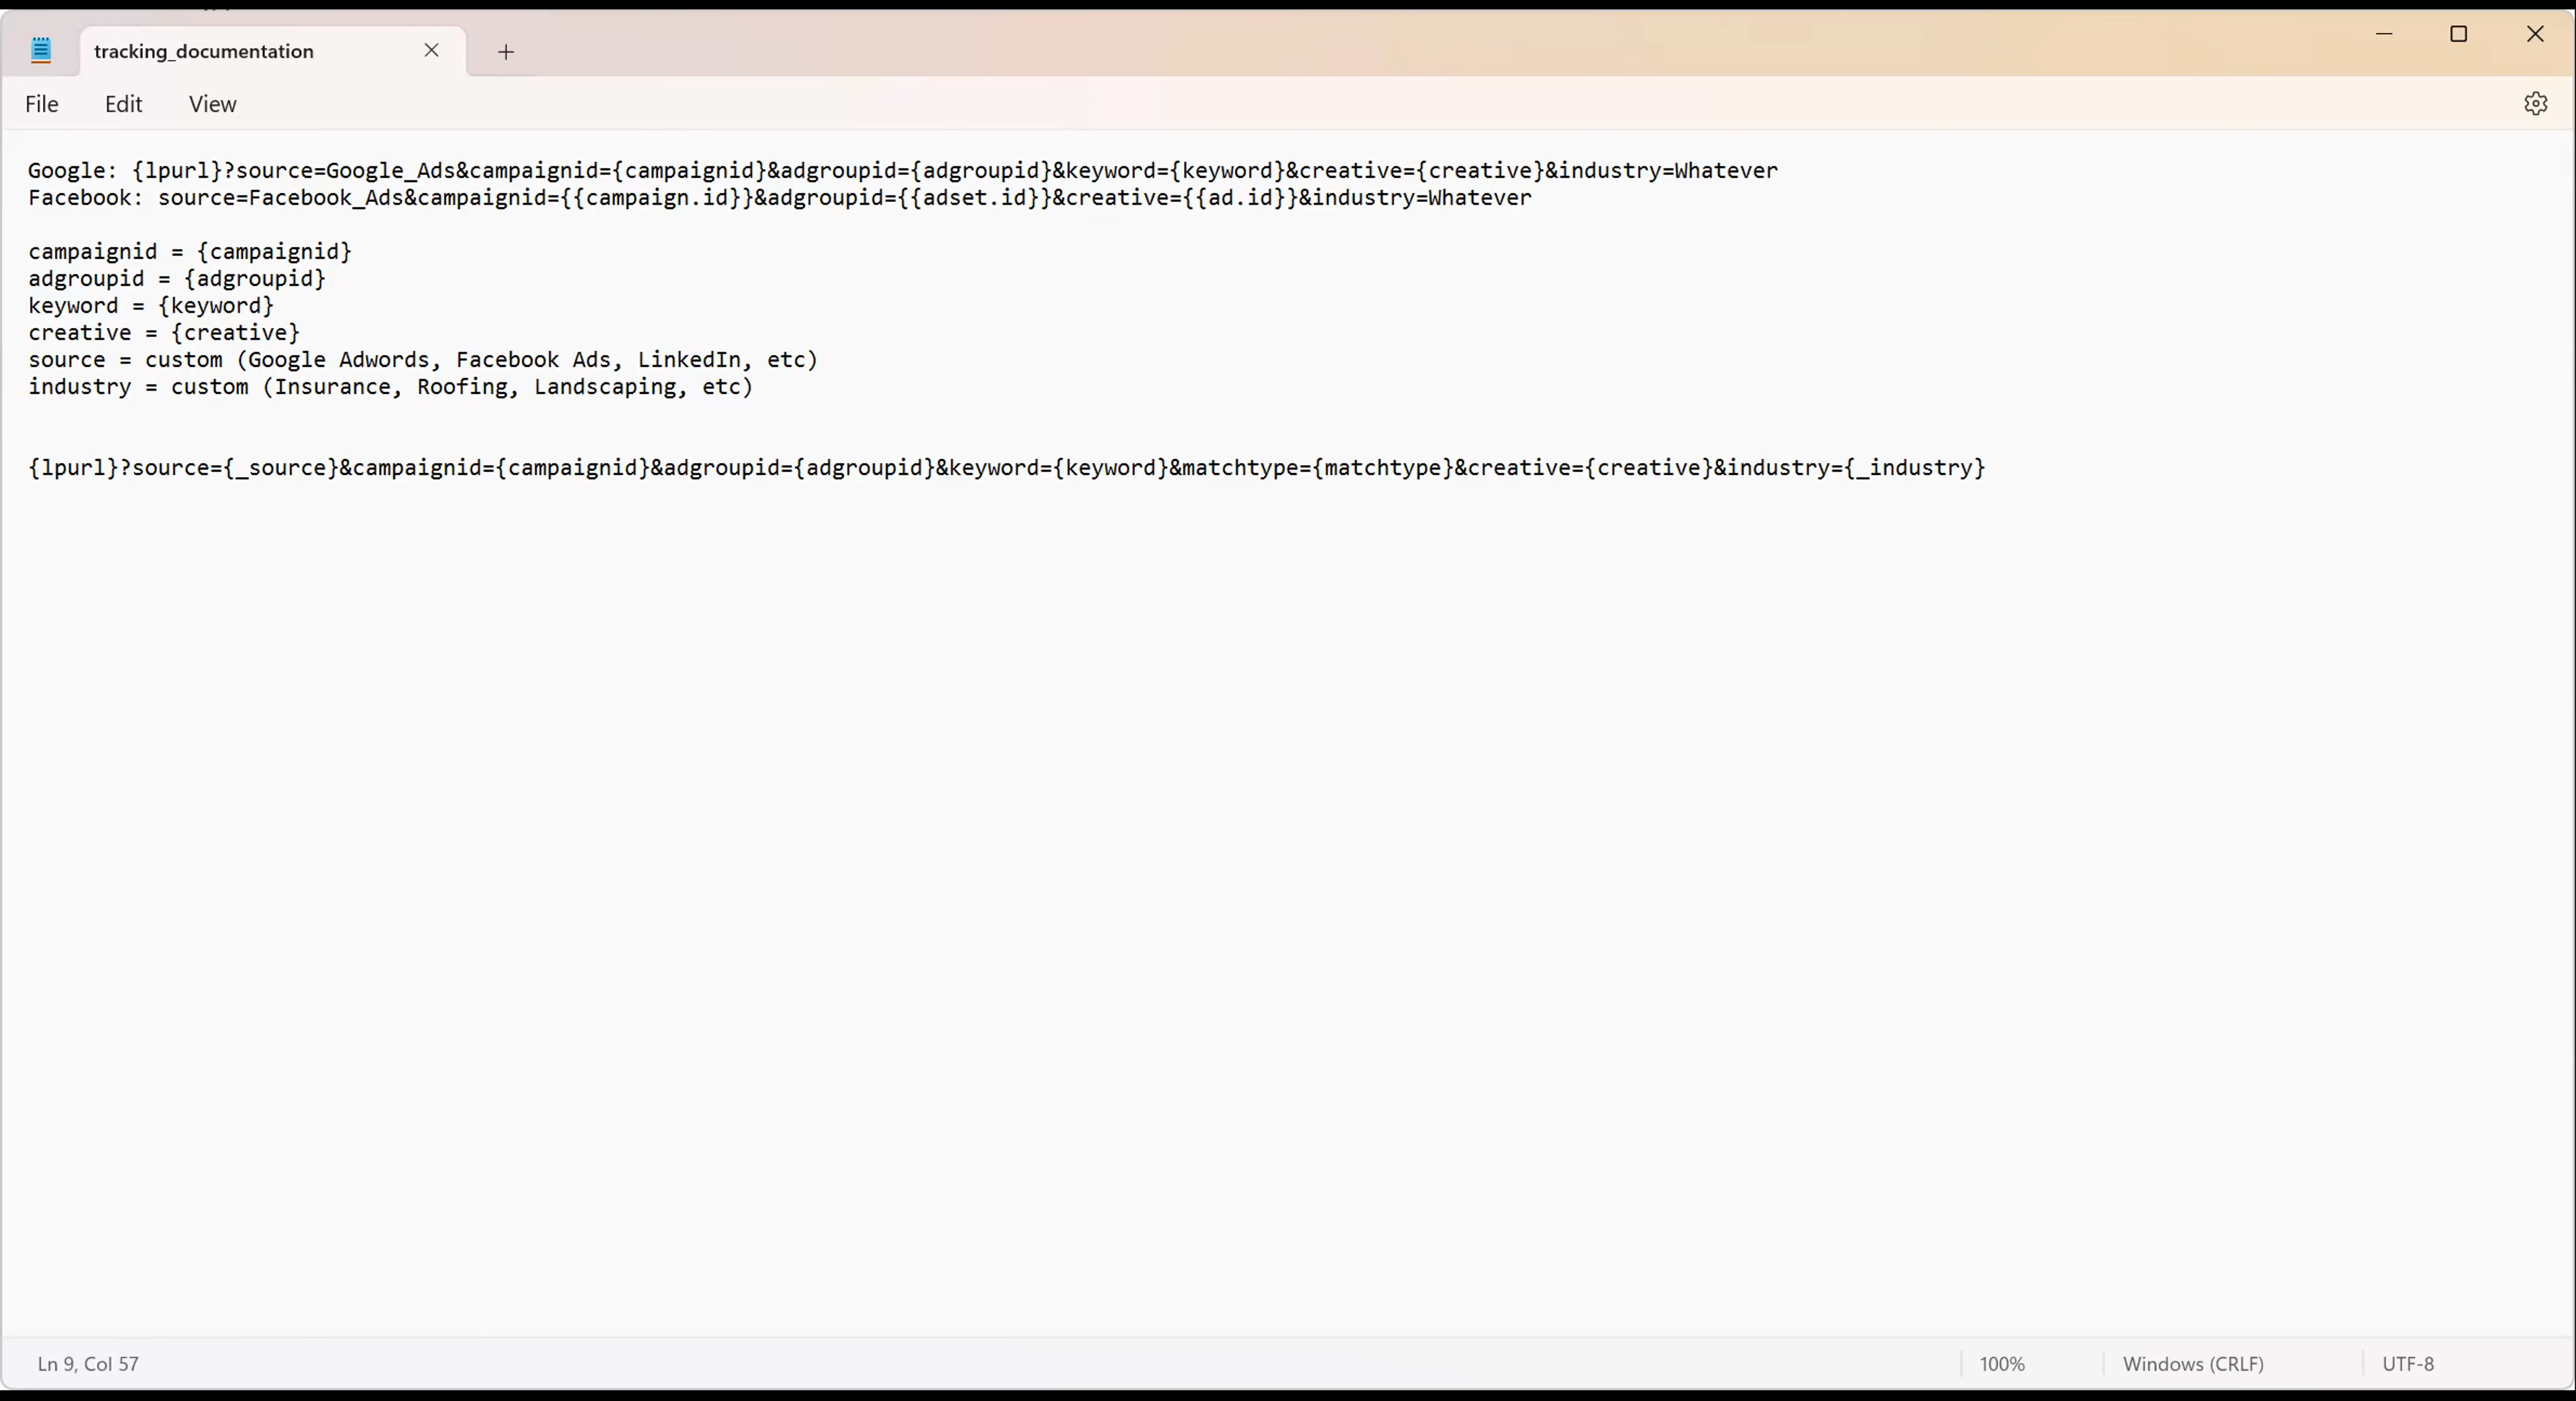 tracking_documentation
File Edit View
Google: {lpurl}?source=Google_Ads&campaignid={campaignid}&adgroupid={adgroupid}&keyword={keyword}&creative={creative}&industry=Whatever
Facebook: source=Facebook_Ads&campaignid={{campaign.id}}&adgroupid={{adset.id}}&creative={{ad.id}}&industry=Whatever
campaignid = {campaignid}
adgroupid = {adgroupid}
keyword = {keyword}
creative = {creative}
source = custom (Google Adwords, Facebook Ads, LinkedIn, etc)
industry = custom (Insurance, Roofing, Landscaping, etc)
{lpurl}?source={_source}&campaignid={campaignid}&adgroupid={adgroupid}&keyword={keyword}&matchtype={matchtype}&creative={creative}&industry={_industry}
Ln 9, Col 57 100% Windows (CRLF) UTF-8